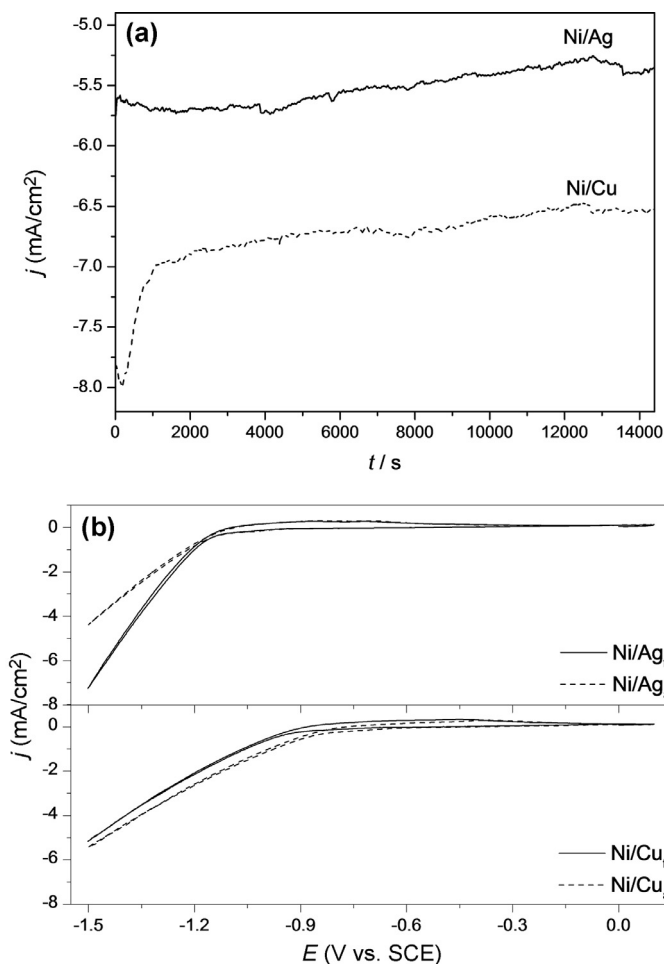 (a)
Ni/Ag
Ni/Cu
-5.0
-5.5
-6.0
-6.5
-7.0
-7.5
-8.0
j (mA/cm²)
0 2000 4000 6000 8000 10000 12000 14000
t / s
(b)
0
-2
-4
-6
-8
Ni/Ag
Ni/Ag
0
-2
-4
-6
-8
Ni/Cu
Ni/Cu
j (mA/cm²)
-1.5 -1.2 -0.9 -0.6 -0.3 0.0
E (V vs. SCE)